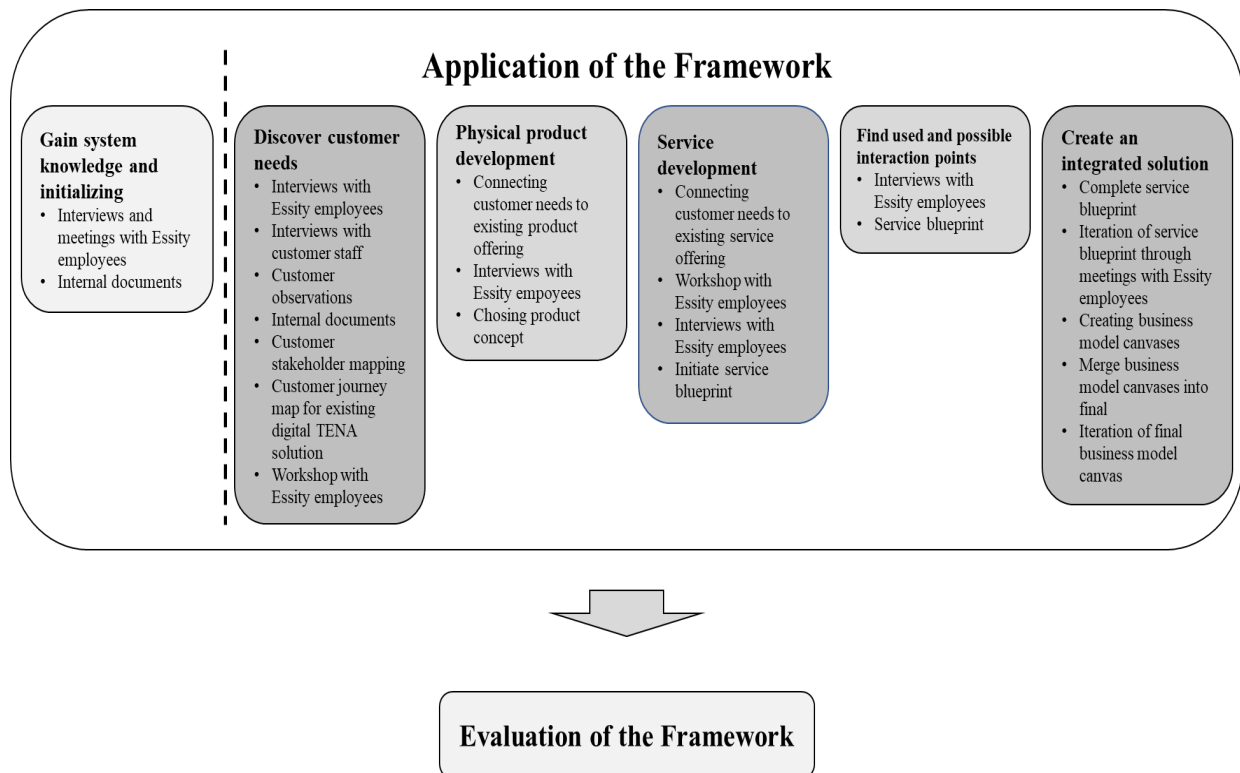 Application of the Framework
Gain system
knowledge and
initializing
• Interviews and
meetings with Essity
employees
• Internal documents
Discover customer
needs
• Interviews with
Essity employees
• Interviews with
customer staff
• Customer
observations
• Internal documents
• Customer
stakeholder mapping
• Customer journey
map for existing
digital TENA
solution
• Workshop with
Essity employees
Physical product
development
• Connecting
customer needs to
existing product
offering
• Interviews with
Essity empoyees
• Chosing product
concept
Service
development
• Connecting
customer needs to
existing service
offering
• Workshop with
Essity employees
• Interviews with
Essity employees
• Initiate service
blueprint
Find used and possible
interaction points
• Interviews with
Essity employees
• Service blueprint
Create an
integrated solution
• Complete service
blueprint
• Iteration of service
blueprint through
meetings with Essity
employees
• Creating business
model canvases
• Merge business
model canvases into
final
• Iteration of final
business model
canvas
Evaluation of the Framework